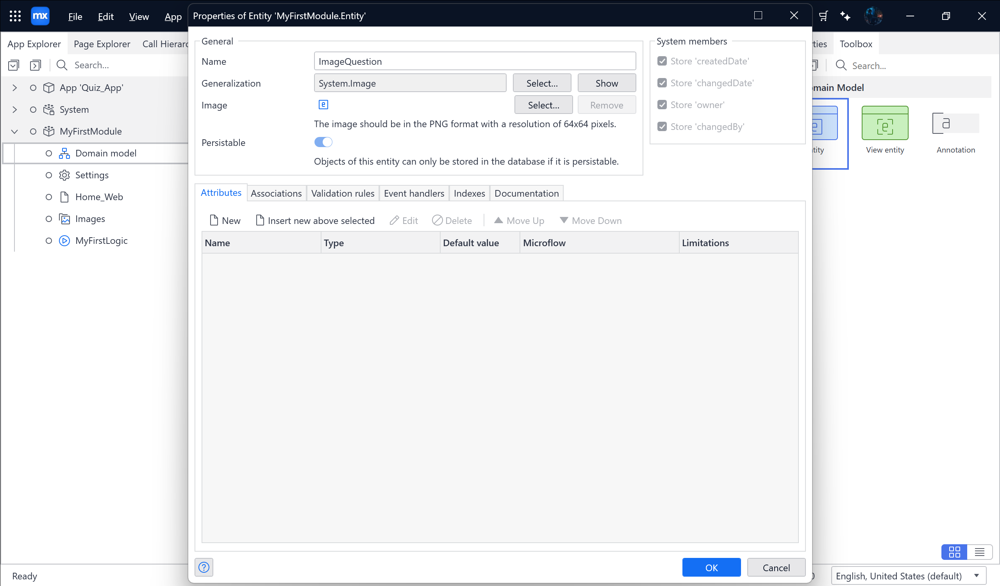 mx File Edit View App
Properties of Entity 'MyFirstModule.Entity'
App Explorer Page Explorer Call Hierarc
Search...
App 'Quiz_App'
System
MyFirstModule
Domain model
Settings
Home_Web
Images
MyFirstLogic
General
Name ImageQuestion
Generalization System.Image Select... Show
Image Select... Remove
The image should be in the PNG format with a resolution of 64x64 pixels.
Persistable
Objects of this entity can only be stored in the database if it is persistable.
System members
Store 'createdDate'
Store 'changedDate'
Store 'owner'
Store 'changedBy'
Attributes Associations Validation rules Event handlers Indexes Documentation
New Insert new above selected Edit Delete Move Up Move Down
Name Type Default value Microflow Limitations
? OK Cancel
ties Toolbox
Search...
main Model
e e a
tity View entity Annotation
Ready
0 English, United States (default)